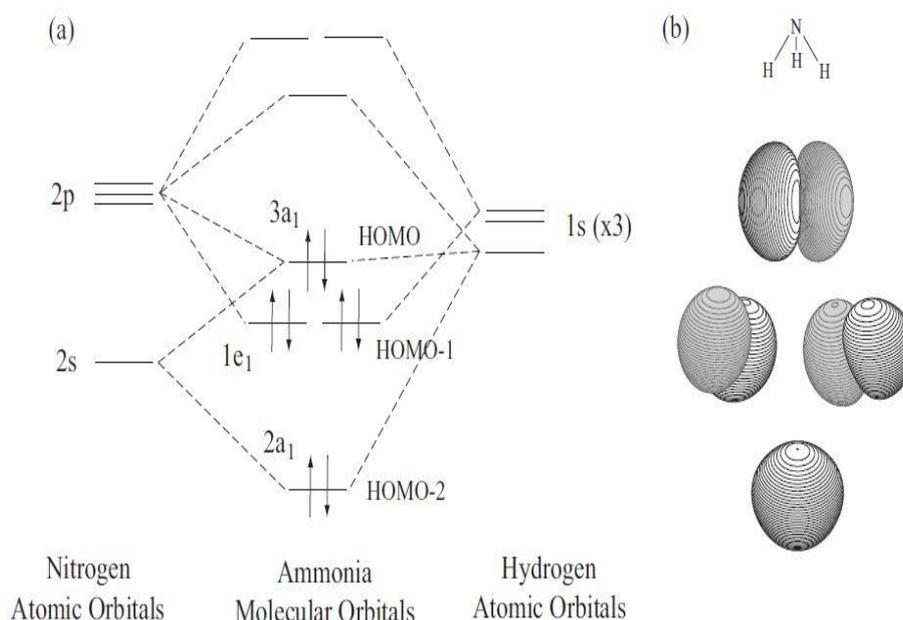 (a)
(b)
N
H H H
2p
3a1
HOMO
1s (x3)
2s
1e1
HOMO-1
2a1
HOMO-2
Nitrogen
Atomic Orbitals
Ammonia
Molecular Orbitals
Hydrogen
Atomic Orbitals